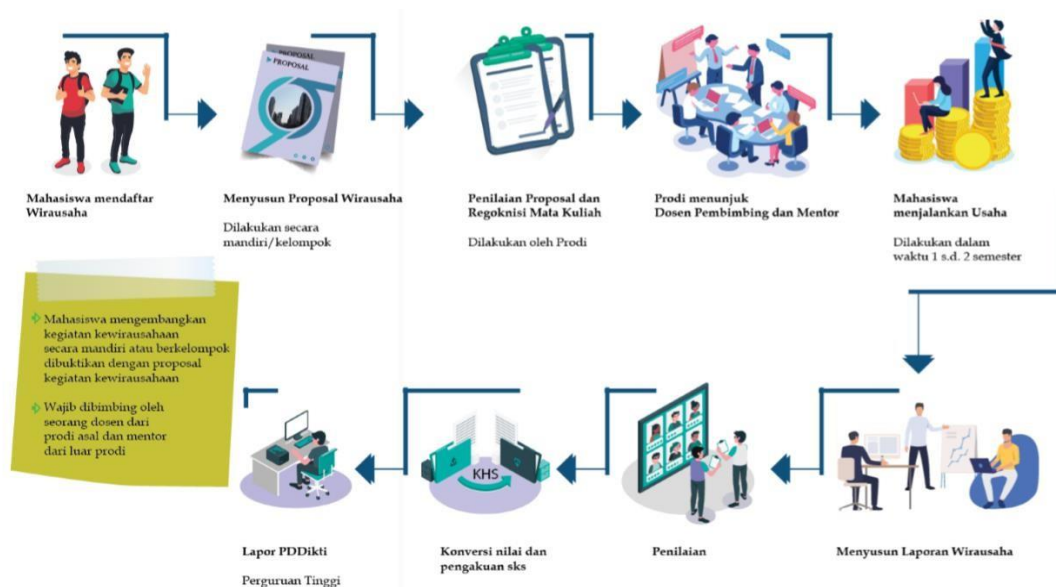 PROPOSAL
PROPOSAL
Mahasiswa mendaftar
Wirausaha
Menyusun Proposal Wirausaha
Dilakukan secara
mandiri/kelompok
Penilaian Proposal dan
Regoknisi Mata Kuliah
Dilakukan oleh Prodi
Prodi menunjuk
Dosen Pembimbing dan Mentor
Mahasiswa
menjalankan Usaha
Dilakukan dalam
waktu 1 s.d. 2 semester
Mahasiswa mengembangkan
kegiatan kewirausahaan
secara mandiri atau berkelompok
dibuktikan dengan proposal
kegiatan kewirausahaan
Wajib dibimbing oleh
seorang dosen dari
prodi asal dan mentor
dari luar prodi
KHS
Lapor PDDikti
Perguruan Tinggi
Konversi nilai dan
pengakuan sks
Penilaian
Menyusun Laporan Wirausaha